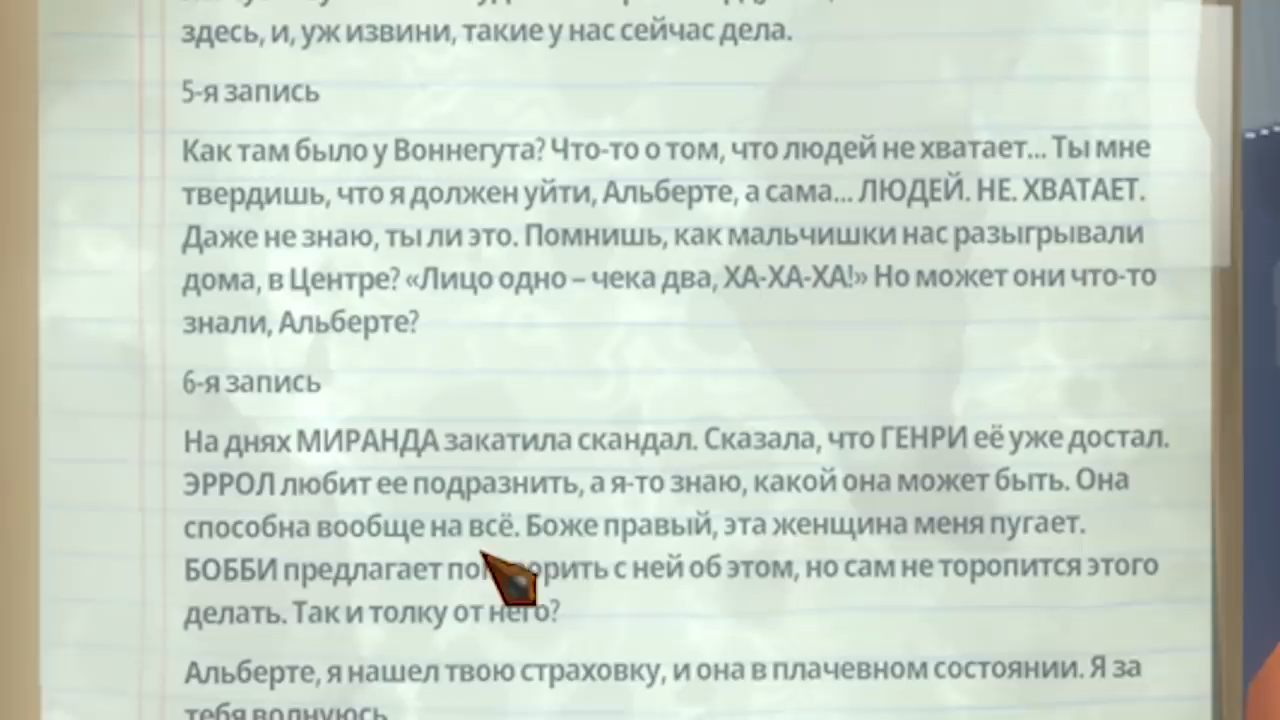 здесь, и, уж извини, такие у нас сейчас дела.
5-я запись
Как там было у Воннегута? Что-то о том, что людей не хватает... Ты мне
твердишь, что я должен уйти, Альберте, а сама... ЛЮДЕЙ. НЕ. ХВАТАЕТ.
Даже не знаю, ты ли это. Помнишь, как мальчишки нас разыгрывали
дома, в Центре? «Лицо одно – чека два, ХА-ХА-ХА!» Но может они что-то
знали, Альберте?
6-я запись
На днях МИРАНДА закатила скандал. Сказала, что ГЕНРИ её уже достал.
ЭРРОЛ любит ее подразнить, а я-то знаю, какой она может быть. Она
способна вообще на всё. Боже правый, эта женщина меня пугает.
БОББИ предлагает поговорить с ней об этом, но сам не торопится этого
делать. Так и толку от него?
Альберте, я нашел твою страховку, и она в плачевном состоянии. Я за
тебя волнуюсь